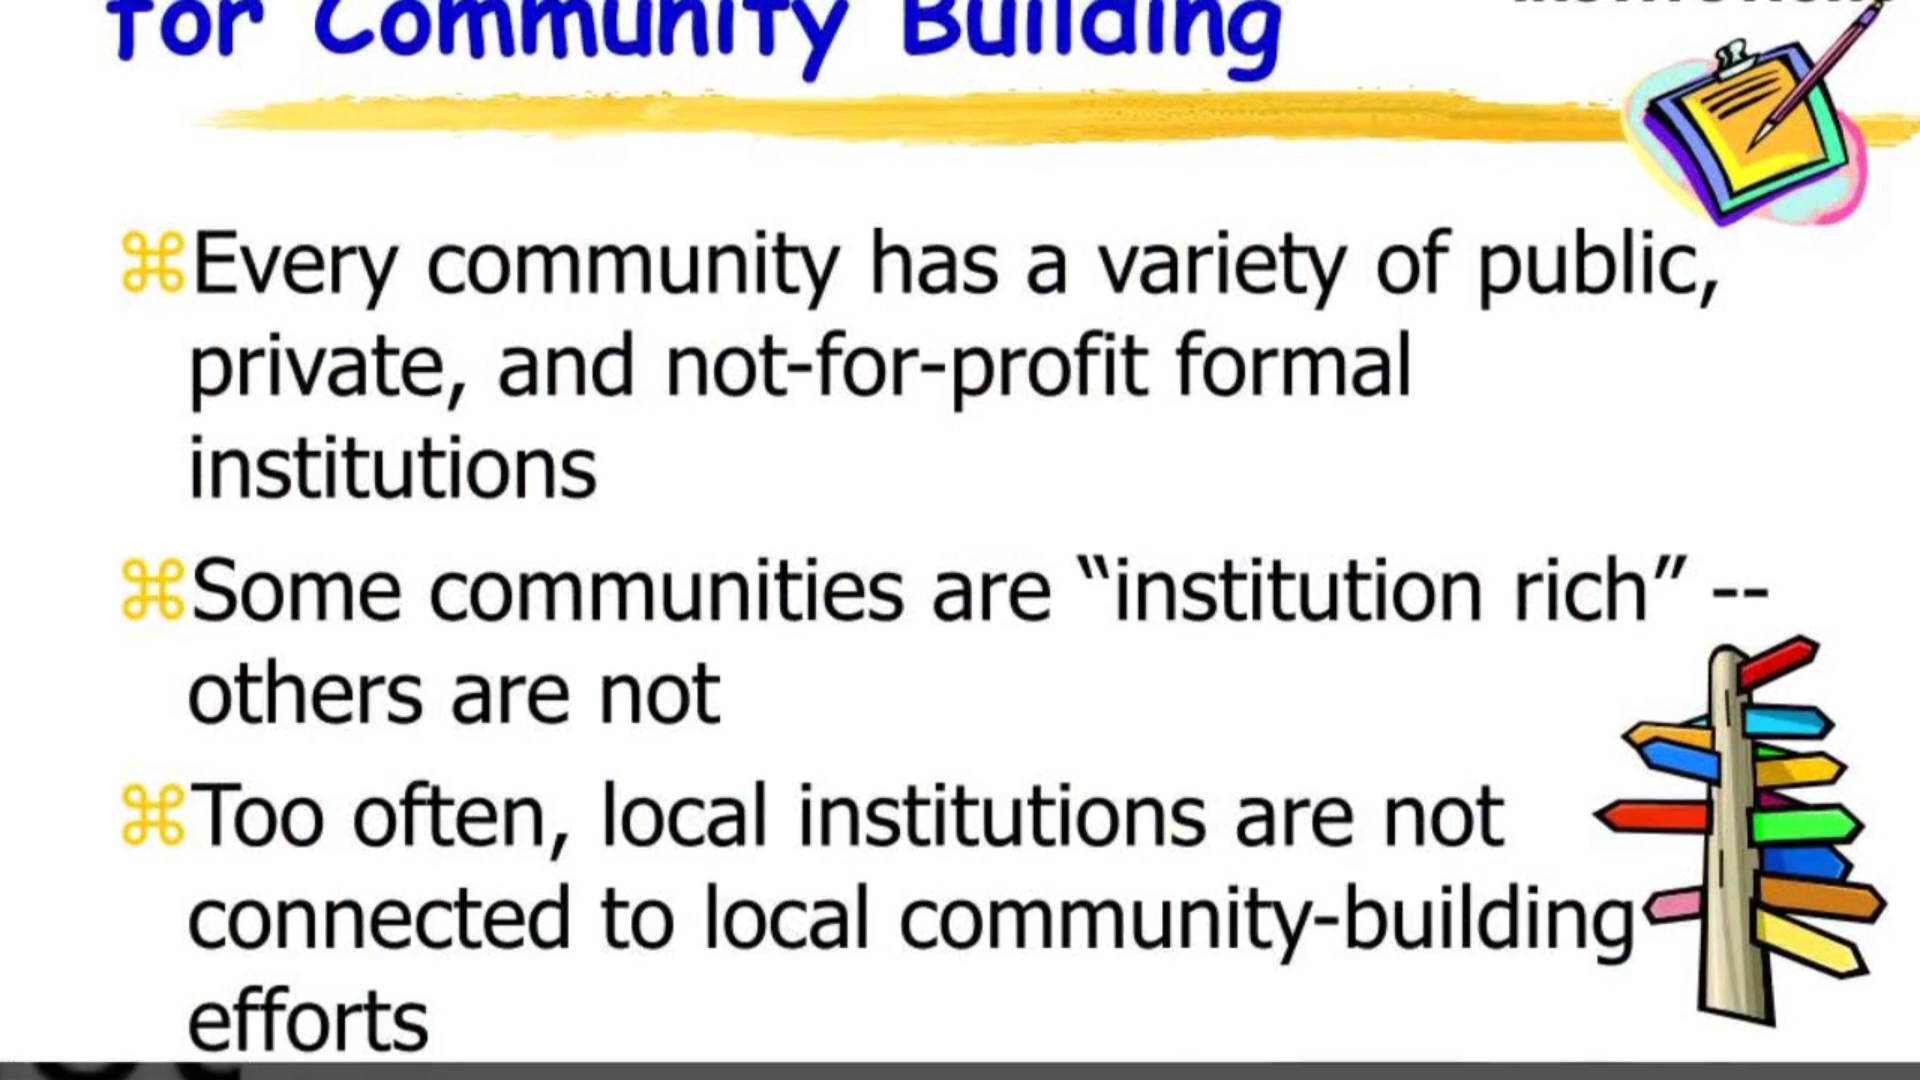 for Community Building
⌘Every community has a variety of public,
private, and not-for-profit formal
institutions
⌘Some communities are “institution rich” --
others are not
⌘Too often, local institutions are not
connected to local community-building
efforts